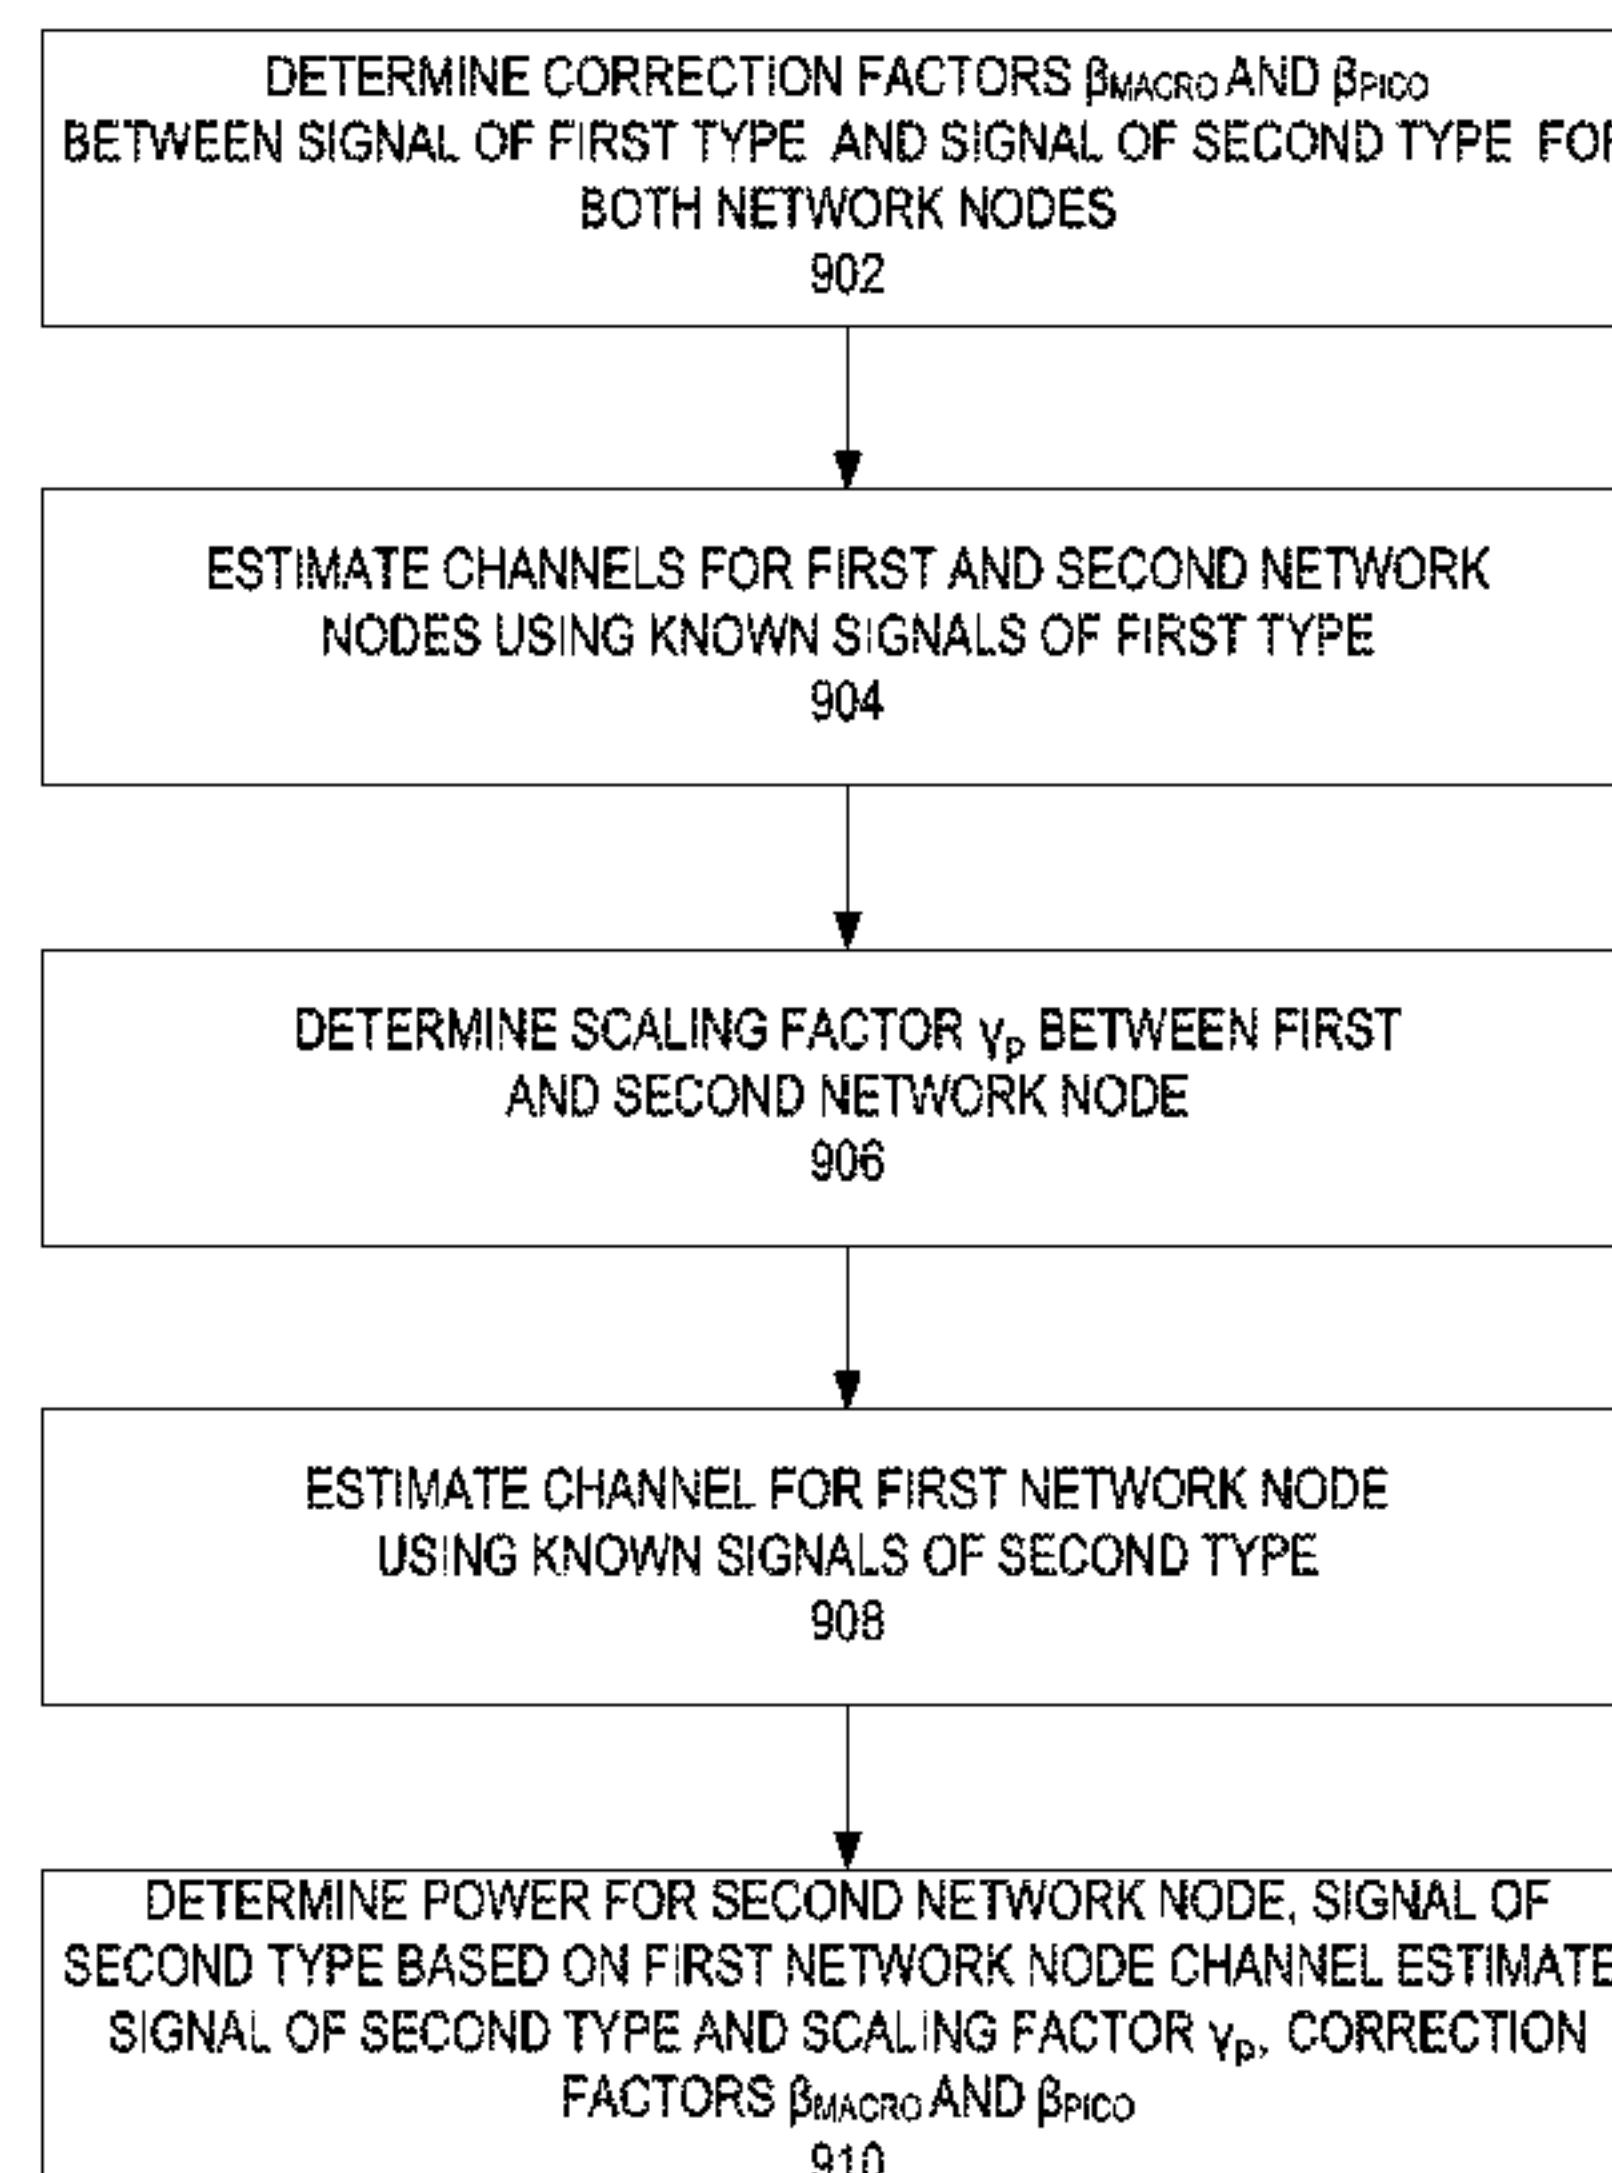 DETERMINE CORRECTION FACTORS βMACRO AND βPICO
BETWEEN SIGNAL OF FIRST TYPE AND SIGNAL OF SECOND TYPE FOR
BOTH NETWORK NODES
902
ESTIMATE CHANNELS FOR FIRST AND SECOND NETWORK
NODES USING KNOWN SIGNALS OF FIRST TYPE
904
DETERMINE SCALING FACTOR γp BETWEEN FIRST
AND SECOND NETWORK NODE
906
ESTIMATE CHANNEL FOR FIRST NETWORK NODE
USING KNOWN SIGNALS OF SECOND TYPE
908
DETERMINE POWER FOR SECOND NETWORK NODE, SIGNAL OF
SECOND TYPE BASED ON FIRST NETWORK NODE CHANNEL ESTIMATE
SIGNAL OF SECOND TYPE AND SCALING FACTOR γp, CORRECTION
FACTORS βMACRO AND βPICO
910